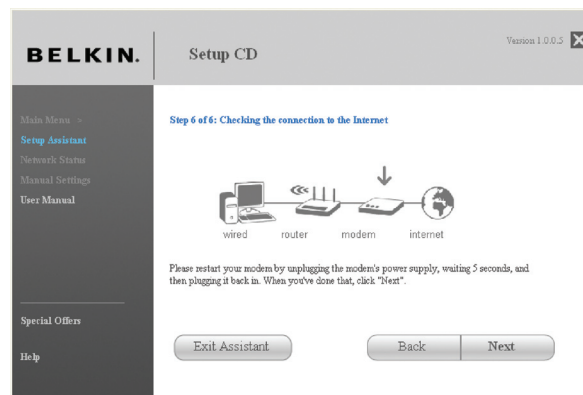 BELKIN.
Setup CD
Version 1.0.0.5
Main Menu »
Setup Assistant
Network Status
Manual Settings
User Manual
Special Offers
Help
Step 6 of 6: Checking the connection to the Internet
wired router modem internet
Please restart your modem by unplugging the modem's power supply, waiting 5 seconds, and
then plugging it back in. When you've done that, click "Next".
Exit Assistant
Back
Next